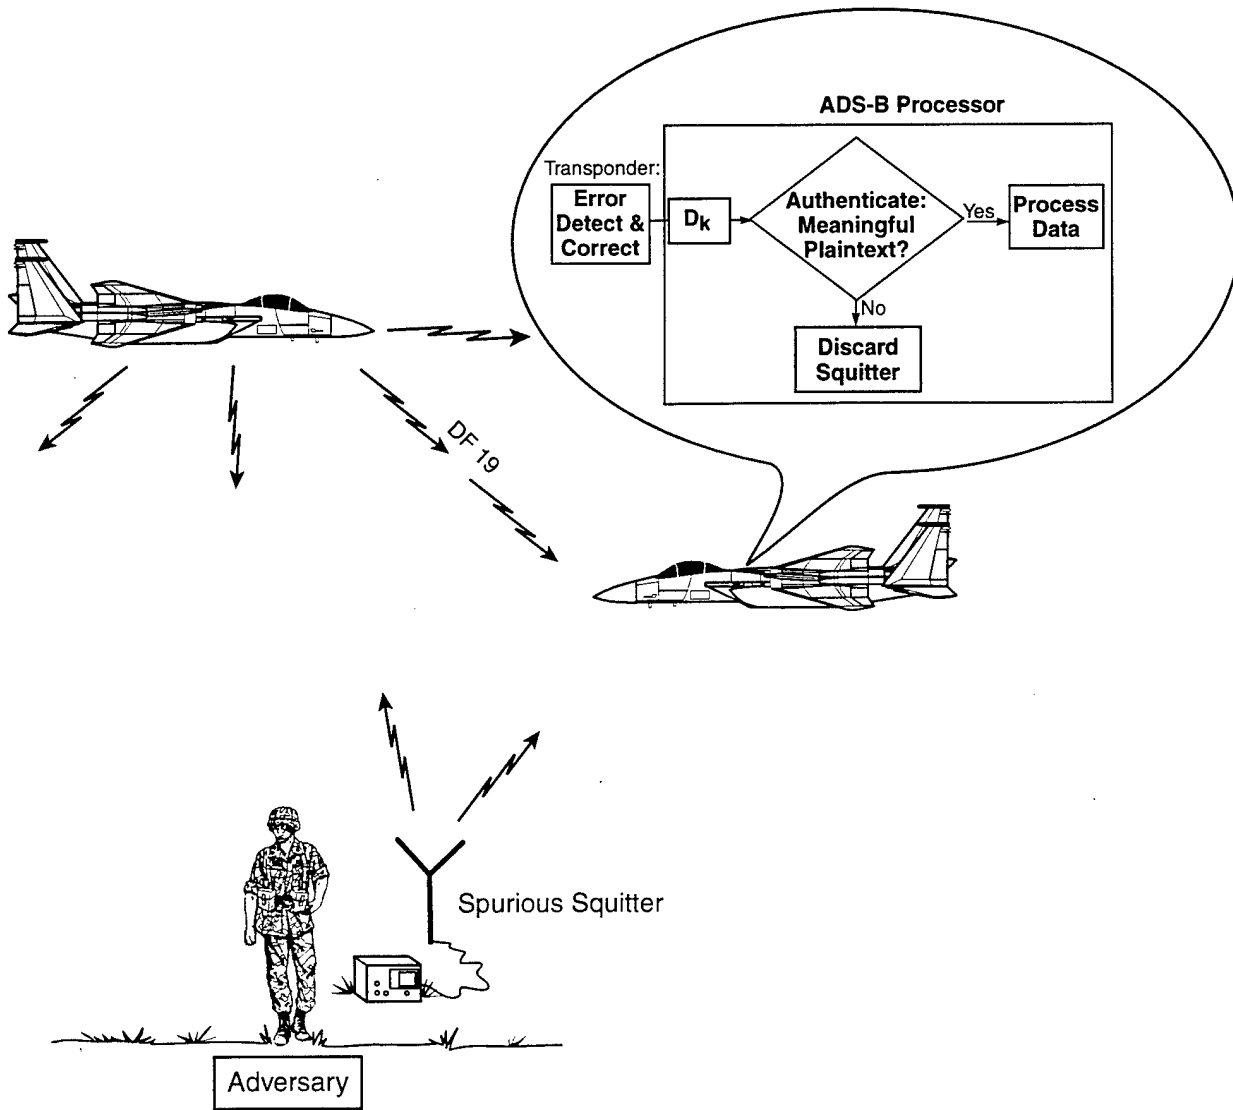 ADS-B Processor
Transponder:
Error
Detect &
Correct
Dk
Authenticate:
Meaningful
Plaintext?
Yes
Process
Data
No
Discard
Squitter
DF 19
Spurious Squitter
Adversary